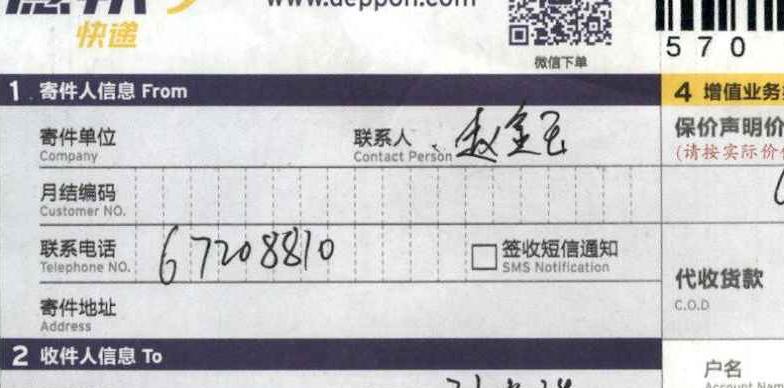 www.deppon.com
快递
微信下单
570
1 寄件人信息 From
4 增值业务
寄件单位
Company
联系人 赵金玉
Contact Person
保价声明价
(请按实际价
月结编码
Customer NO.
联系电话 67208810
Telephone NO.
签收短信通知
SMS Notification
代收货款
C.O.D
寄件地址
Address
2 收件人信息 To
户名
Account Name